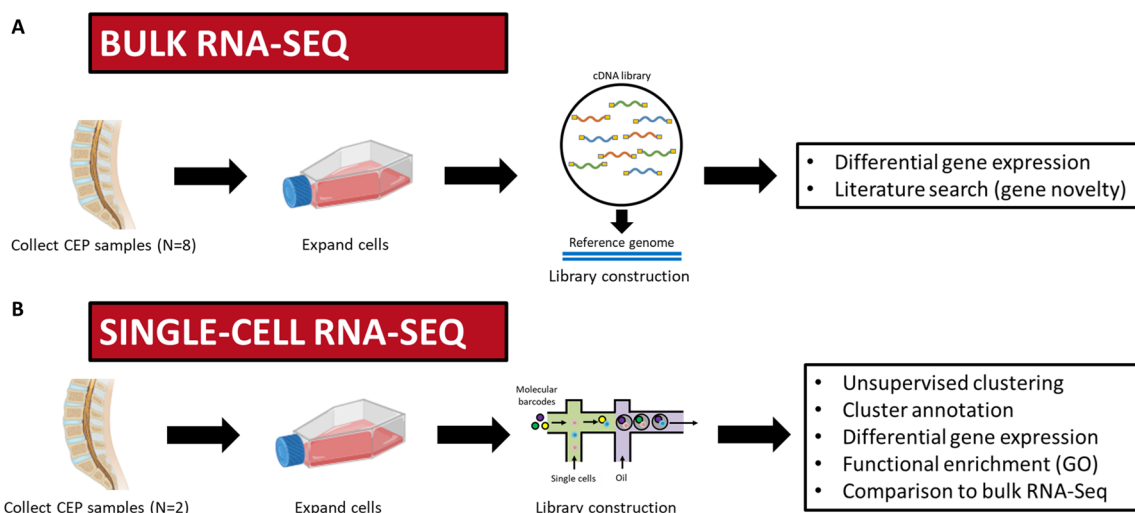 A
BULK RNA-SEQ
cDNA library
• Differential gene expression
• Literature search (gene novelty)
Collect CEP samples (N=8)
Expand cells
Reference genome
Library construction
B
SINGLE-CELL RNA-SEQ
Molecular
barcodes
Single cells
Oil
• Unsupervised clustering
• Cluster annotation
• Differential gene expression
• Functional enrichment (GO)
• Comparison to bulk RNA-Seq
Collect CEP samples (N=2)
Expand cells
Library construction